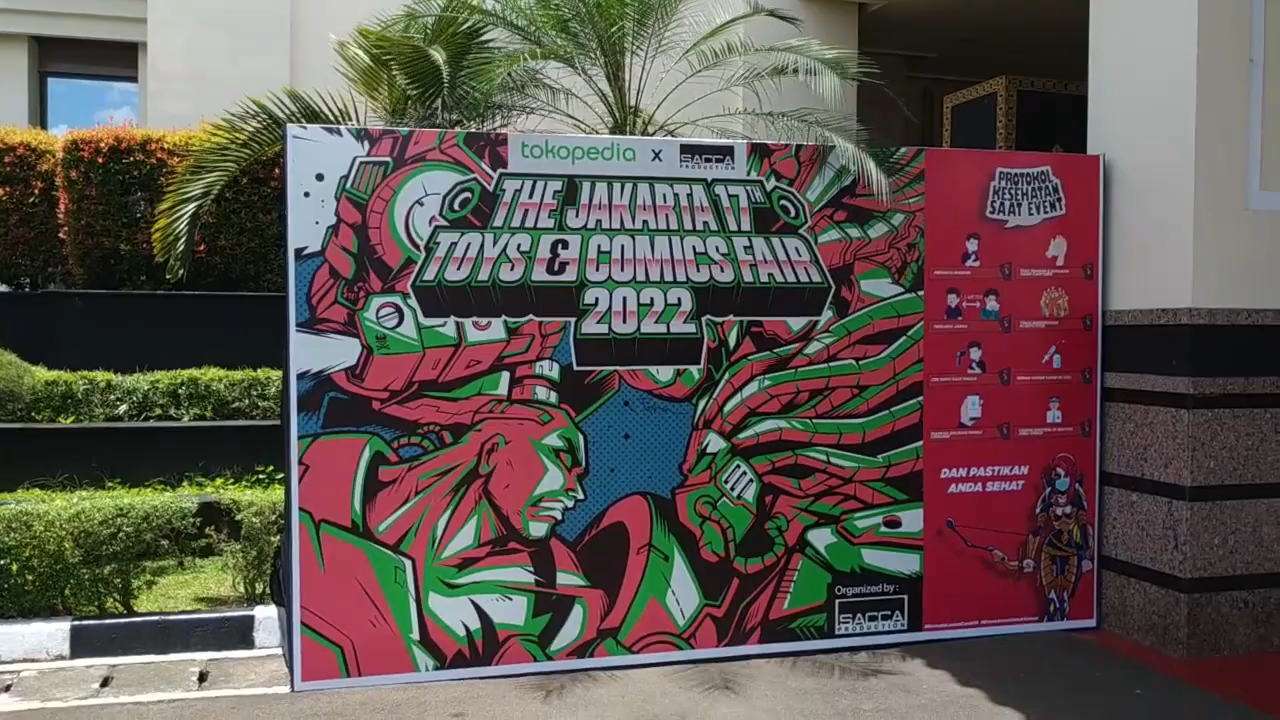 tokopedia x SACCA
PRODUCTION
THE JAKARTA 17TH
TOYS & COMICS FAIR
2022
PROTOKOL
KESEHATAN
SAAT EVENT
DAN PASTIKAN
ANDA SEHAT
Organized by :
SACCA
PRODUCTION